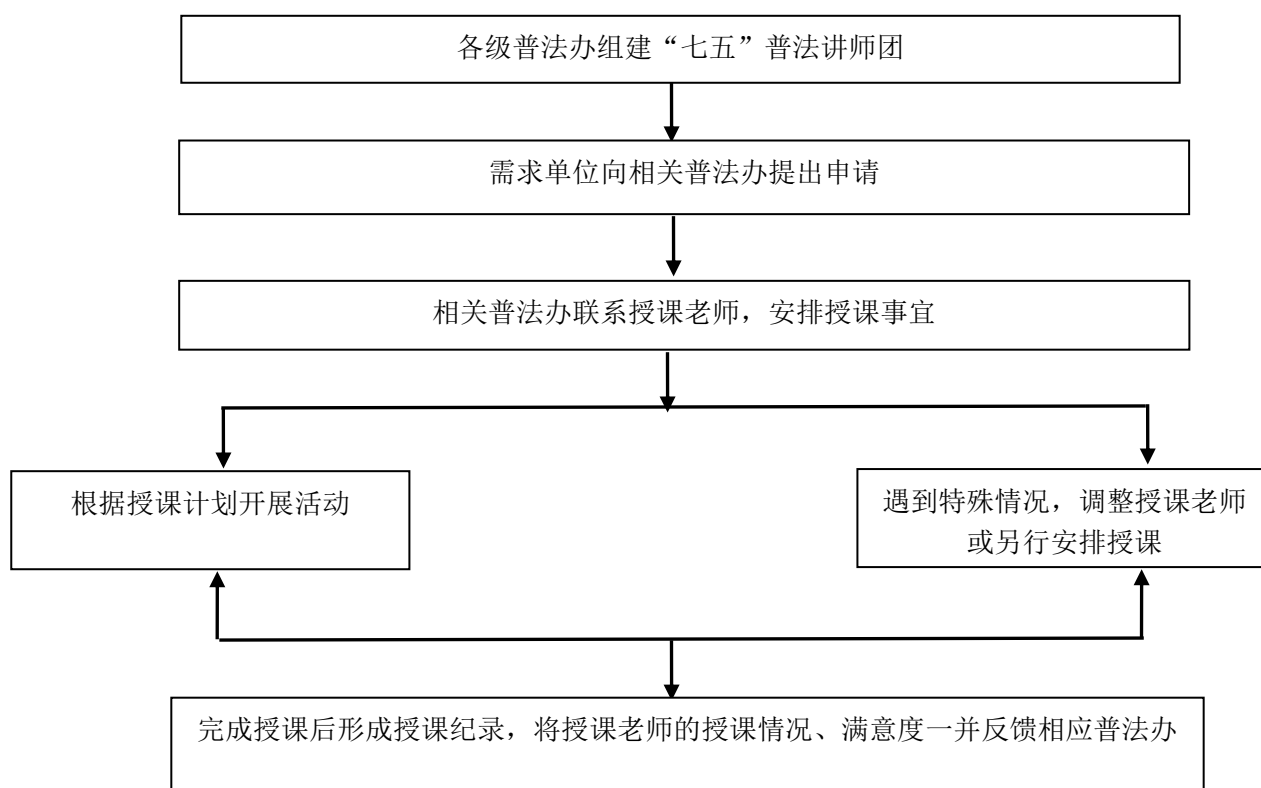 各级普法办组建“七五”普法讲师团
需求单位向相关普法办提出申请
相关普法办联系授课老师，安排授课事宜
根据授课计划开展活动
遇到特殊情况，调整授课老师
或另行安排授课
完成授课后形成授课纪录，将授课老师的授课情况、满意度一并反馈相应普法办